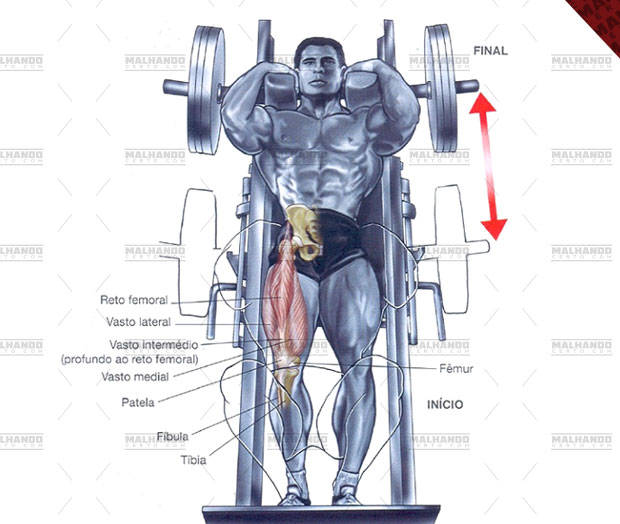 MALHANDO
CERTO.COM
FINAL
Reto femoral
Vasto lateral
Vasto intermédio
(profundo ao reto femoral)
Vasto medial
Patela
Fíbula
Tíbia
Fêmur
INÍCIO